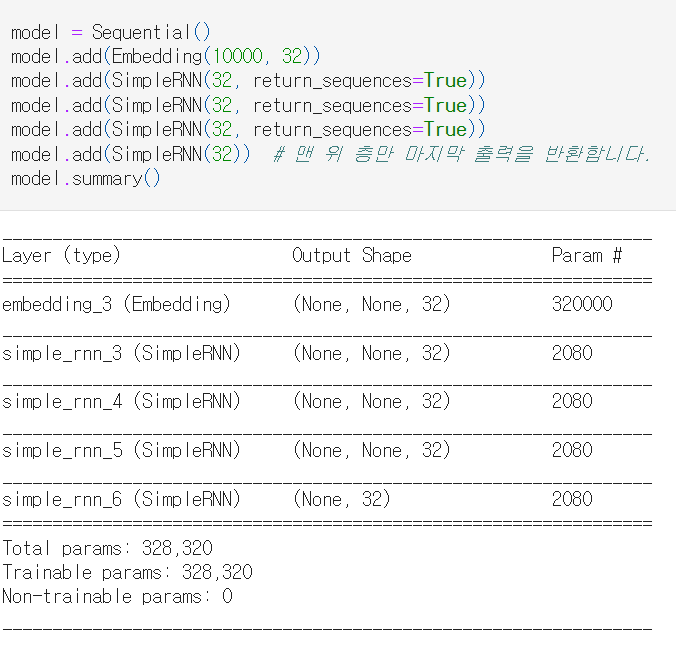 model = Sequential()
model.add(Embedding(10000, 32))
model.add(SimpleRNN(32, return_sequences=True))
model.add(SimpleRNN(32, return_sequences=True))
model.add(SimpleRNN(32, return_sequences=True))
model.add(SimpleRNN(32))  # 맨 위 층만 마지막 출력을 반환합니다.
model.summary()
_________________________________________________________________
Layer (type)                 Output Shape              Param #
=================================================================
embedding_3 (Embedding)      (None, None, 32)          320000
_________________________________________________________________
simple_rnn_3 (SimpleRNN)     (None, None, 32)          2080
_________________________________________________________________
simple_rnn_4 (SimpleRNN)     (None, None, 32)          2080
_________________________________________________________________
simple_rnn_5 (SimpleRNN)     (None, None, 32)          2080
_________________________________________________________________
simple_rnn_6 (SimpleRNN)     (None, 32)                2080
=================================================================
Total params: 328,320
Trainable params: 328,320
Non-trainable params: 0
_________________________________________________________________